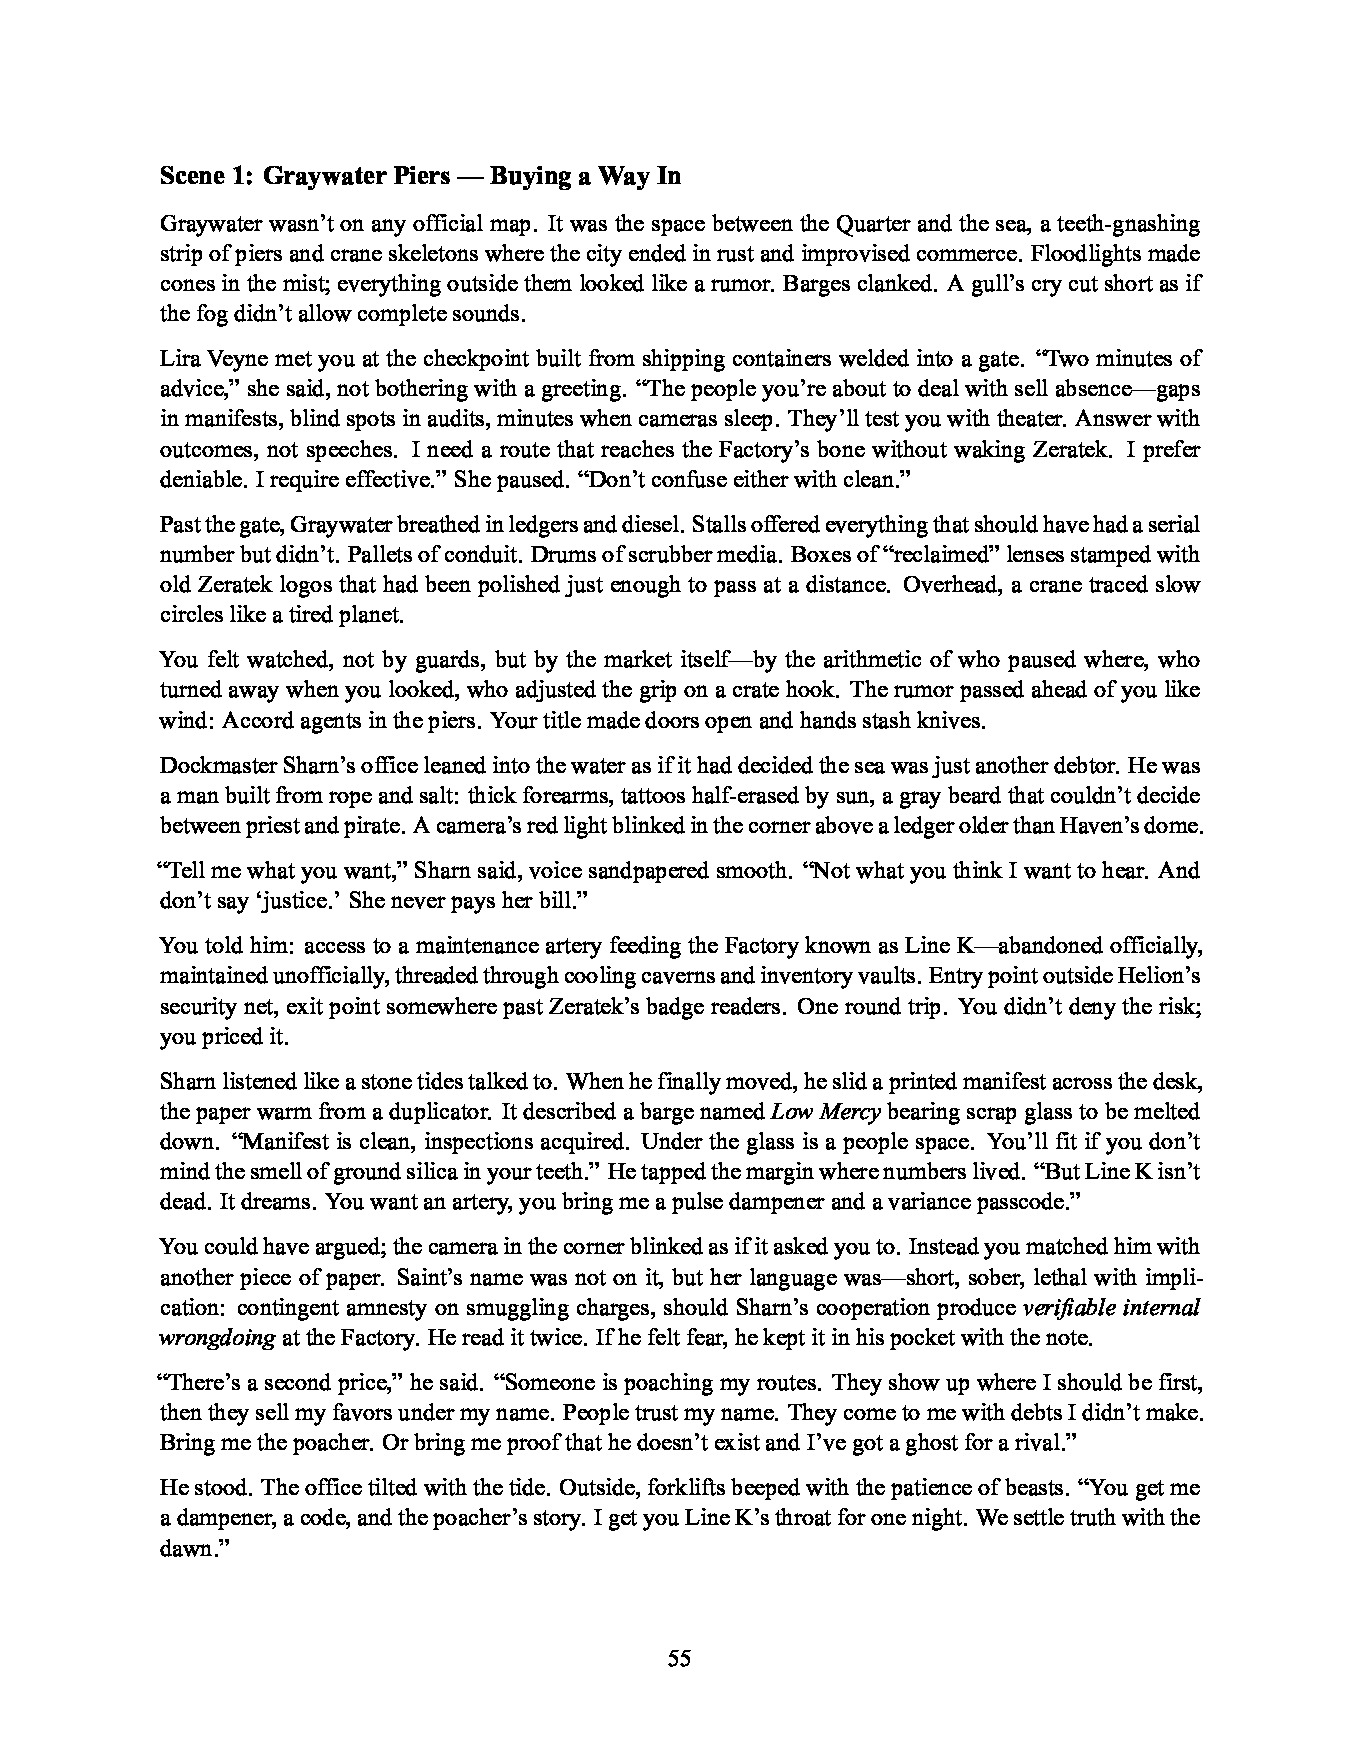 Scene 1: Graywater Piers — Buying a Way In
Graywater wasn’t on any official map. It was the space between the Quarter and the sea, a teeth-gnashing
strip of piers and crane skeletons where the city ended in rust and improvised commerce. Floodlights made
cones in the mist; everything outside them looked like a rumor. Barges clanked. A gull’s cry cut short as if
the fog didn’t allow complete sounds.
Lira Veyne met you at the checkpoint built from shipping containers welded into a gate. “Two minutes of
advice,” she said, not bothering with a greeting. “The people you’re about to deal with sell absence—gaps
in manifests, blind spots in audits, minutes when cameras sleep. They’ll test you with theater. Answer with
outcomes, not speeches. I need a route that reaches the Factory’s bone without waking Zeratek. I prefer
deniable. I require effective.” She paused. “Don’t confuse either with clean.”
Past the gate, Graywater breathed in ledgers and diesel. Stalls offered everything that should have had a serial
number but didn’t. Pallets of conduit. Drums of scrubber media. Boxes of “reclaimed” lenses stamped with
old Zeratek logos that had been polished just enough to pass at a distance. Overhead, a crane traced slow
circles like a tired planet.
You felt watched, not by guards, but by the market itself—by the arithmetic of who paused where, who
turned away when you looked, who adjusted the grip on a crate hook. The rumor passed ahead of you like
wind: Accord agents in the piers. Your title made doors open and hands stash knives.
Dockmaster Sharn’s office leaned into the water as if it had decided the sea was just another debtor. He was
a man built from rope and salt: thick forearms, tattoos half-erased by sun, a gray beard that couldn’t decide
between priest and pirate. A camera’s red light blinked in the corner above a ledger older than Haven’s dome.
“Tell me what you want,” Sharn said, voice sandpapered smooth. “Not what you think I want to hear. And
don’t say ‘justice.’ She never pays her bill.”
You told him: access to a maintenance artery feeding the Factory known as Line K—abandoned officially,
maintained unofficially, threaded through cooling caverns and inventory vaults. Entry point outside Helion’s
security net, exit point somewhere past Zeratek’s badge readers. One round trip. You didn’t deny the risk;
you priced it.
Sharn listened like a stone tides talked to. When he finally moved, he slid a printed manifest across the desk,
the paper warm from a duplicator. It described a barge named Low Mercy bearing scrap glass to be melted
down. “Manifest is clean, inspections acquired. Under the glass is a people space. You’ll fit if you don’t
mind the smell of ground silica in your teeth.” He tapped the margin where numbers lived. “But Line K isn’t
dead. It dreams. You want an artery, you bring me a pulse dampener and a variance passcode.”
You could have argued; the camera in the corner blinked as if it asked you to. Instead you matched him with
another piece of paper. Saint’s name was not on it, but her language was—short, sober, lethal with impli-
cation: contingent amnesty on smuggling charges, should Sharn’s cooperation produce verifiable internal
wrongdoing at the Factory. He read it twice. If he felt fear, he kept it in his pocket with the note.
“There’s a second price,” he said. “Someone is poaching my routes. They show up where I should be first,
then they sell my favors under my name. People trust my name. They come to me with debts I didn’t make.
Bring me the poacher. Or bring me proof that he doesn’t exist and I’ve got a ghost for a rival.”
He stood. The office tilted with the tide. Outside, forklifts beeped with the patience of beasts. “You get me
a dampener, a code, and the poacher’s story. I get you Line K’s throat for one night. We settle truth with the
dawn.”
55